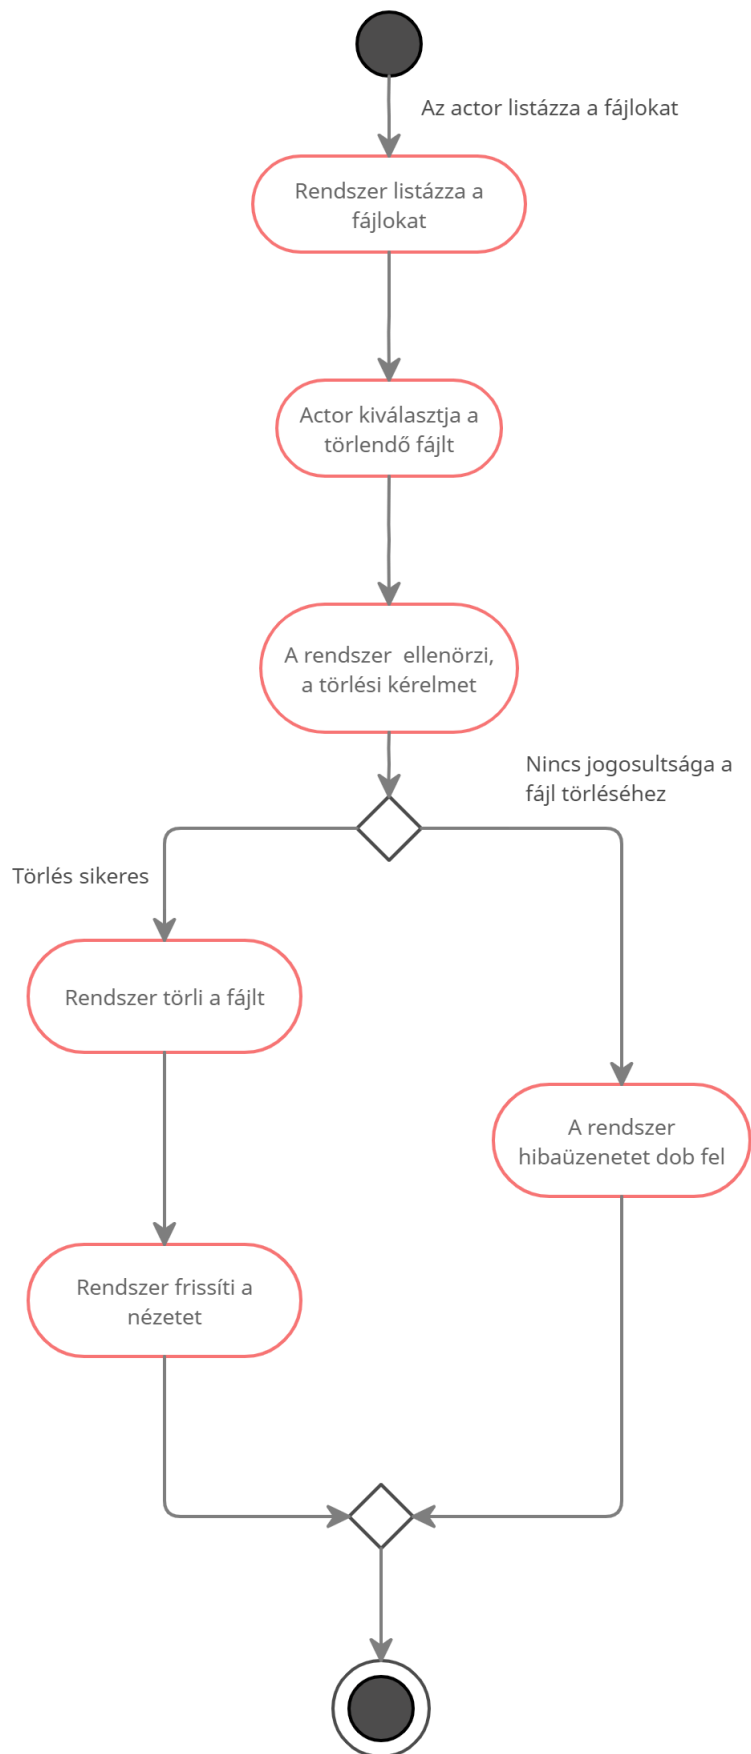 Az actor listázza a fájlokat
Rendszer listázza a
fájlokat
Actor kiválasztja a
törlendő fájlt
A rendszer  ellenörzi,
a törlési kérelmet
Nincs jogosultsága a
fájl törléséhez
Törlés sikeres
Rendszer törli a fájlt
A rendszer
hibaüzenetet dob fel
Rendszer frissíti a
nézetet